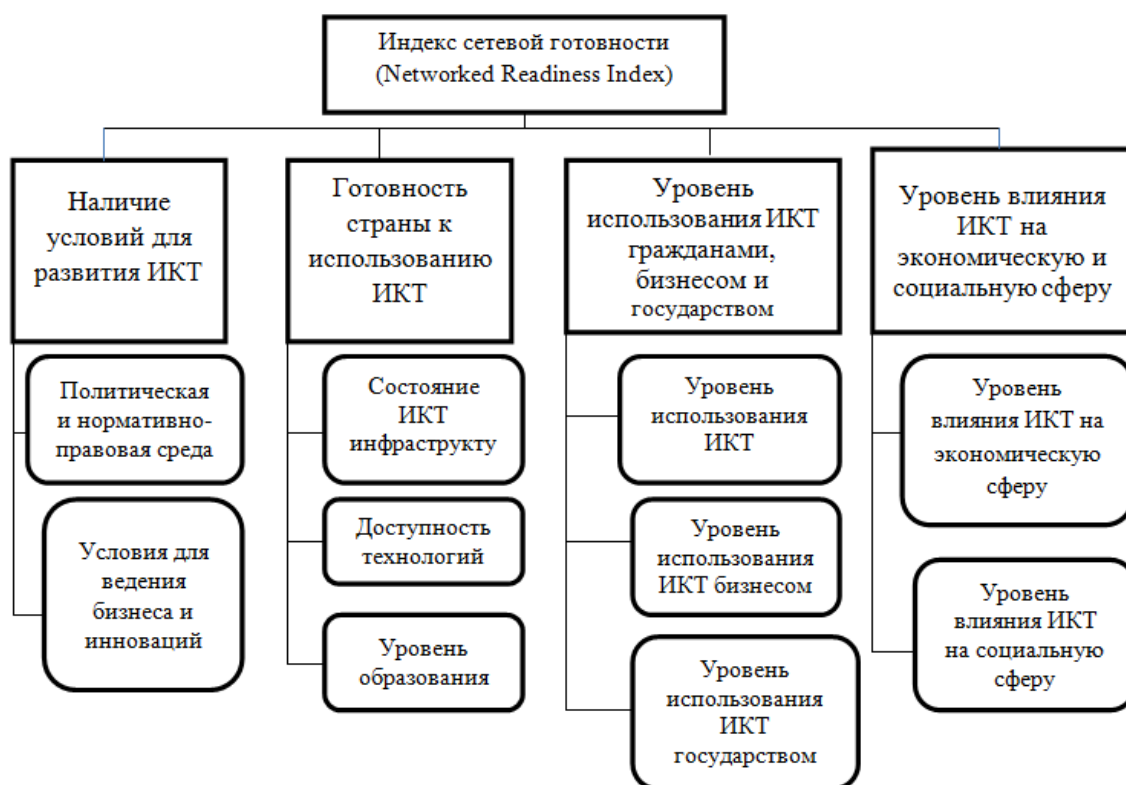 Индекс сетевой готовности
(Networked Readiness Index)
Наличие
условий для
развития ИКТ
Готовность
страны к
использованию
ИКТ
Уровень
использования ИКТ
гражданами,
бизнесом и
государством
Уровень влияния
ИКТ на
экономическую и
социальную сферу
Политическая
и нормативно-
правовая среда
Условия для
ведения
бизнеса и
инноваций
Состояние
ИКТ
инфраструкту
Доступность
технологий
Уровень
образования
Уровень
использования
ИКТ
Уровень
использования
ИКТ бизнесом
Уровень
использования
ИКТ
государством
Уровень
влияния ИКТ на
экономическую
сферу
Уровень
влияния ИКТ
на социальную
сферу